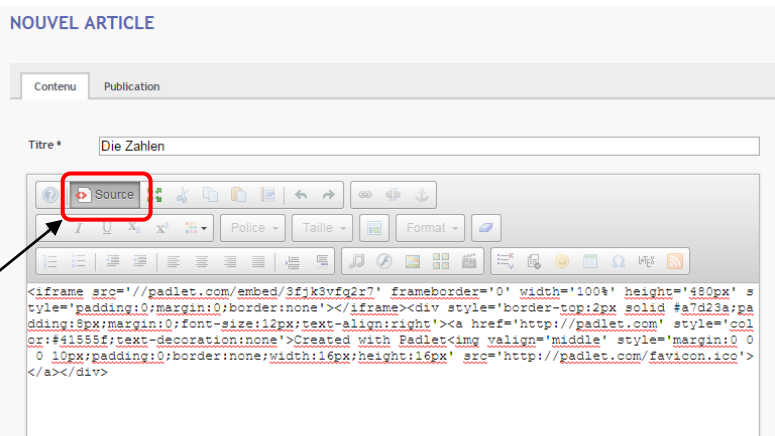 NOUVEL ARTICLE
Contenu Publication
Titre * Die Zahlen
Source
I U X₂ X² Police Taille Format
LATEX
<iframe src='//padlet.com/embed/3fjk3vfg2r7' frameborder='0' width='100%' height='480px' s
tyle='padding:0;margin:0;border:none'></iframe><div style='border-top:2px solid #a7d23a;pa
dding:8px;margin:0;font-size:12px;text-align:right'><a href='http://padlet.com' style='col
or:#41555f;text-decoration:none'>Created with Padlet<img valign='middle' style='margin:0 0
0 10px;padding:0;border:none;width:16px;height:16px' src='http://padlet.com/favicon.ico'>
</a></div>